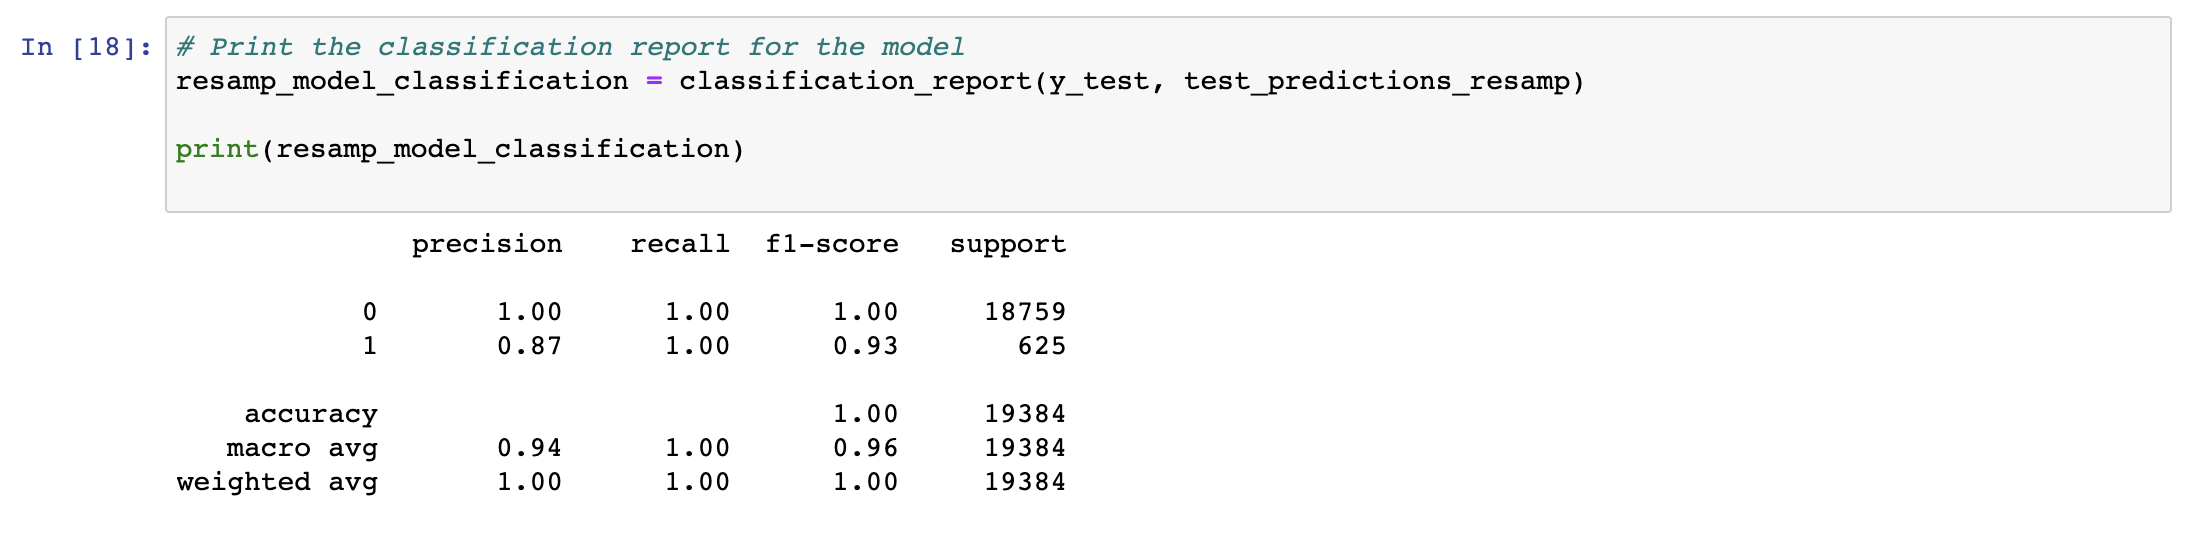 In [18]: # Print the classification report for the model
resamp_model_classification = classification_report(y_test, test_predictions_resamp)
print(resamp_model_classification)
precision recall f1-score support
0 1.00 1.00 1.00 18759
1 0.87 1.00 0.93 625
accuracy 1.00 19384
macro avg 0.94 1.00 0.96 19384
weighted avg 1.00 1.00 1.00 19384